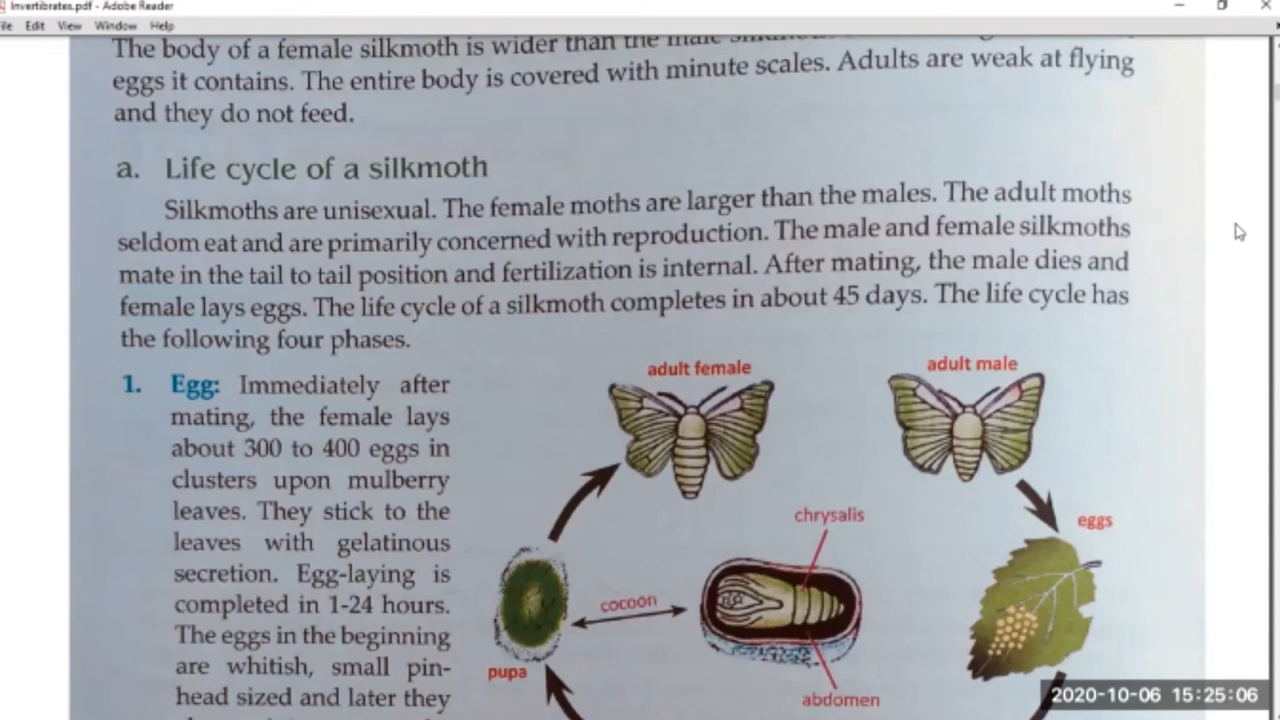 Invertibrates.pdf - Adobe Reader
File Edit View Window Help
The body of a female silkmoth is wider than the male
eggs it contains. The entire body is covered with minute scales. Adults are weak at flying
and they do not feed.
a. Life cycle of a silkmoth
Silkmoths are unisexual. The female moths are larger than the males. The adult moths
seldom eat and are primarily concerned with reproduction. The male and female silkmoths
mate in the tail to tail position and fertilization is internal. After mating, the male dies and
female lays eggs. The life cycle of a silkmoth completes in about 45 days. The life cycle has
the following four phases.
1. Egg: Immediately after
mating, the female lays
about 300 to 400 eggs in
clusters upon mulberry
leaves. They stick to the
leaves with gelatinous
secretion. Egg-laying is
completed in 1-24 hours.
The eggs in the beginning
are whitish, small pin-
head sized and later they
adult female
adult male
chrysalis
eggs
cocoon
pupa
abdomen
2020-10-06 15:25:06